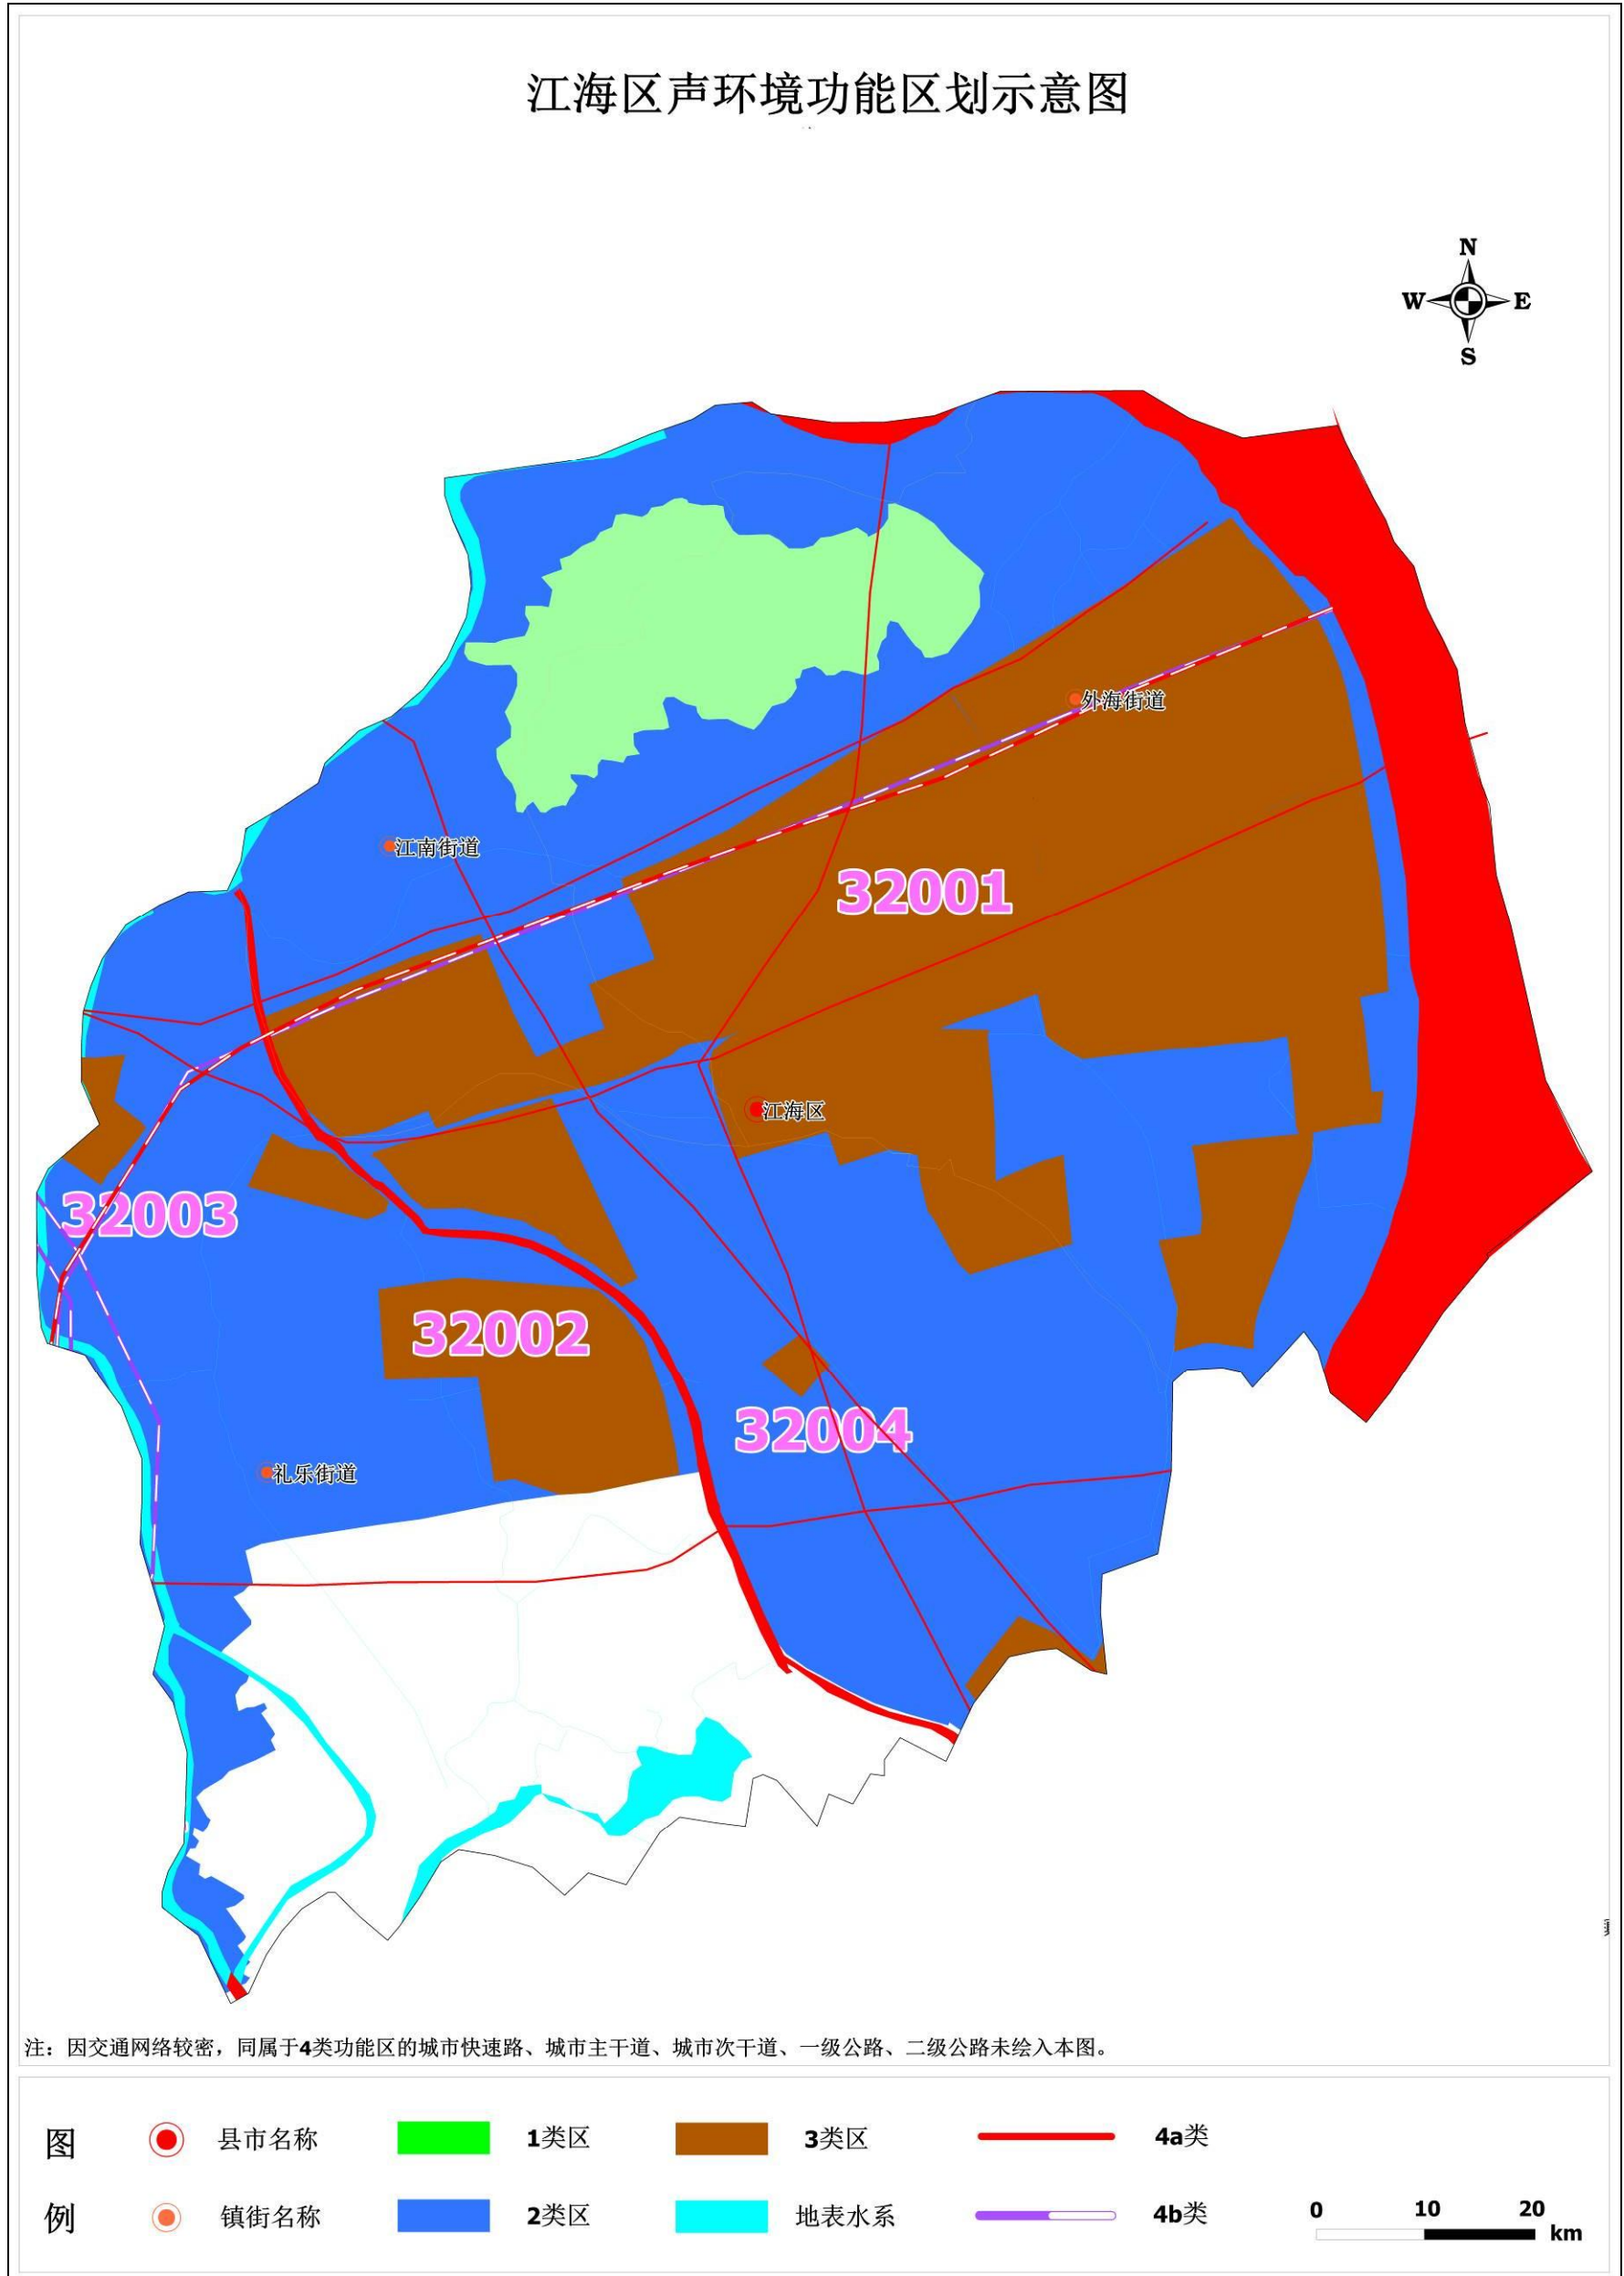 江海区声环境功能区划示意图
N
W E
S
外海街道
江南街道
32001
江海区
32003
32002
32004
礼乐街道
注：因交通网络较密，同属于4类功能区的城市快速路、城市主干道、城市次干道、一级公路、二级公路未绘入本图。
图 县市名称 1类区 3类区 4a类
例 镇街名称 2类区 地表水系 4b类
0 10 20
km